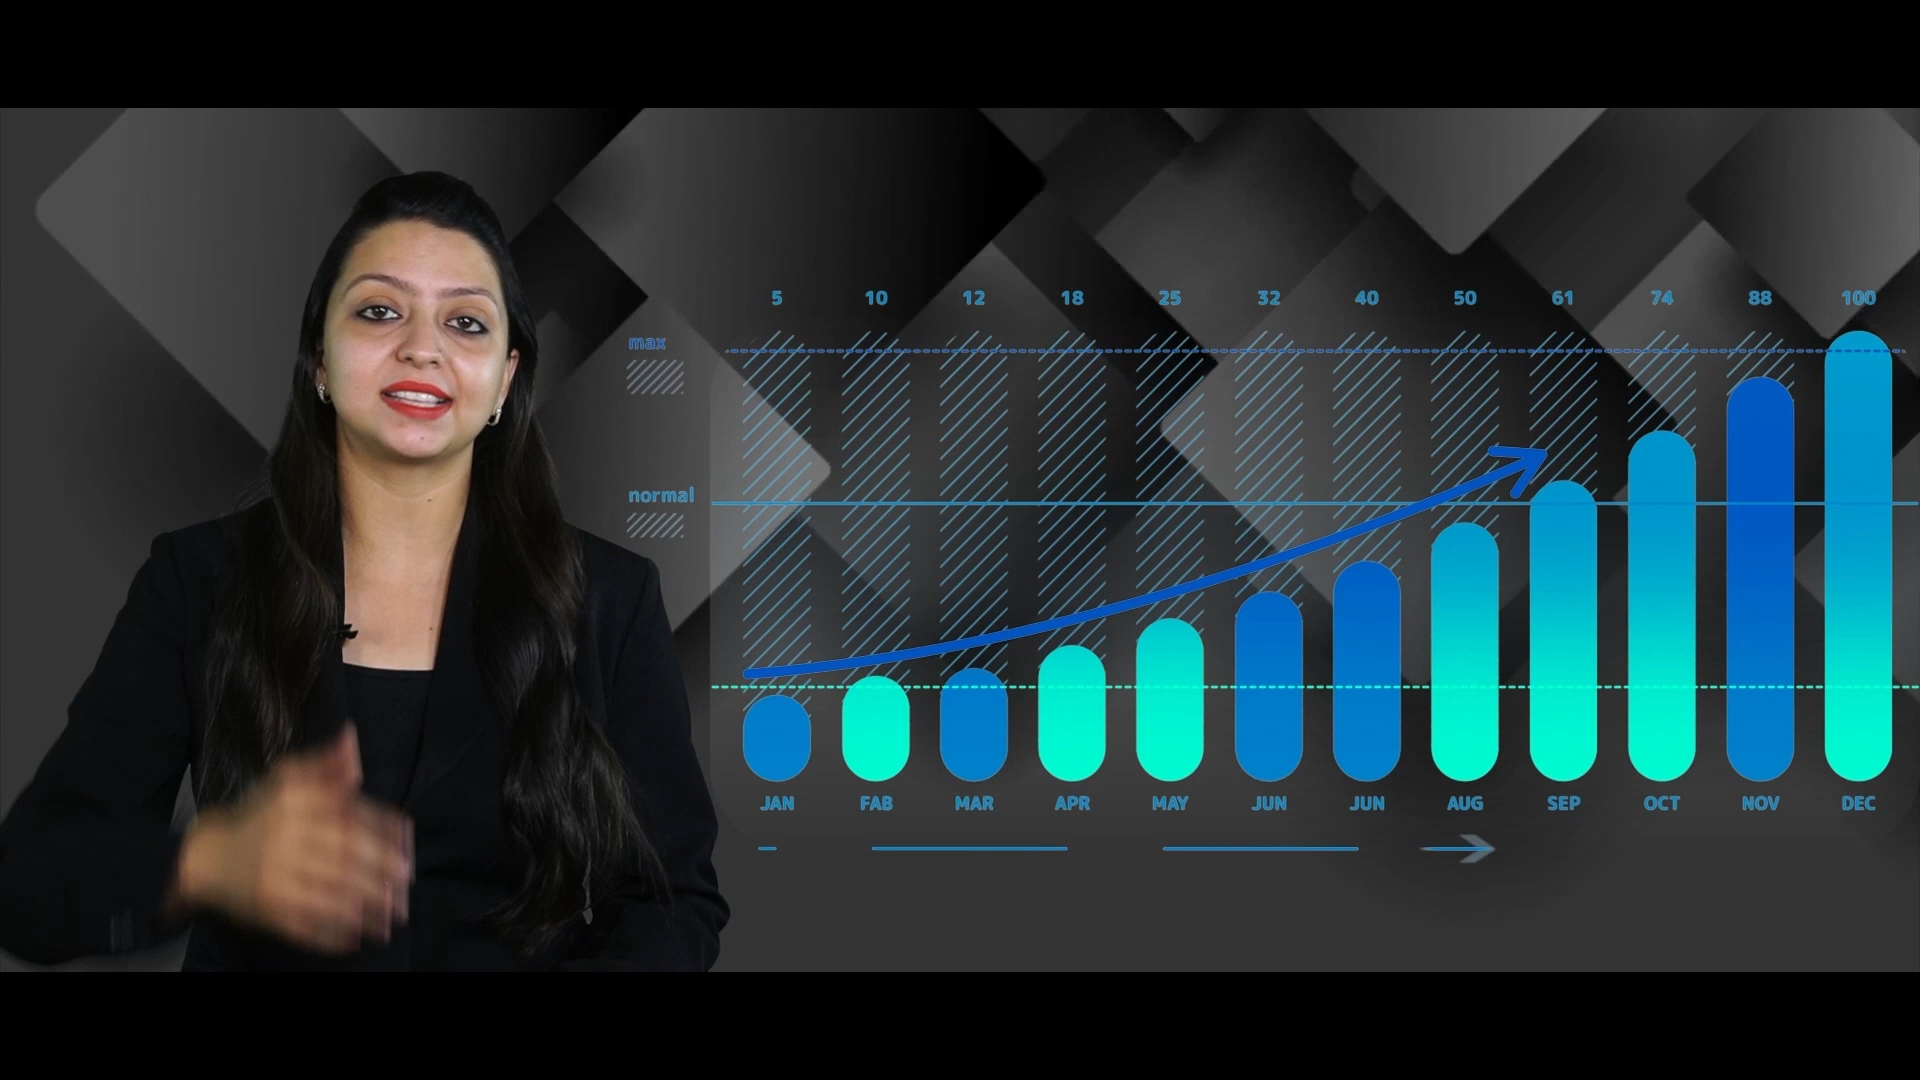 5 10 12 18 25 32 40 50 61 74 88 100
max
normal
JAN FAB MAR APR MAY JUN JUN AUG SEP OCT NOV DEC